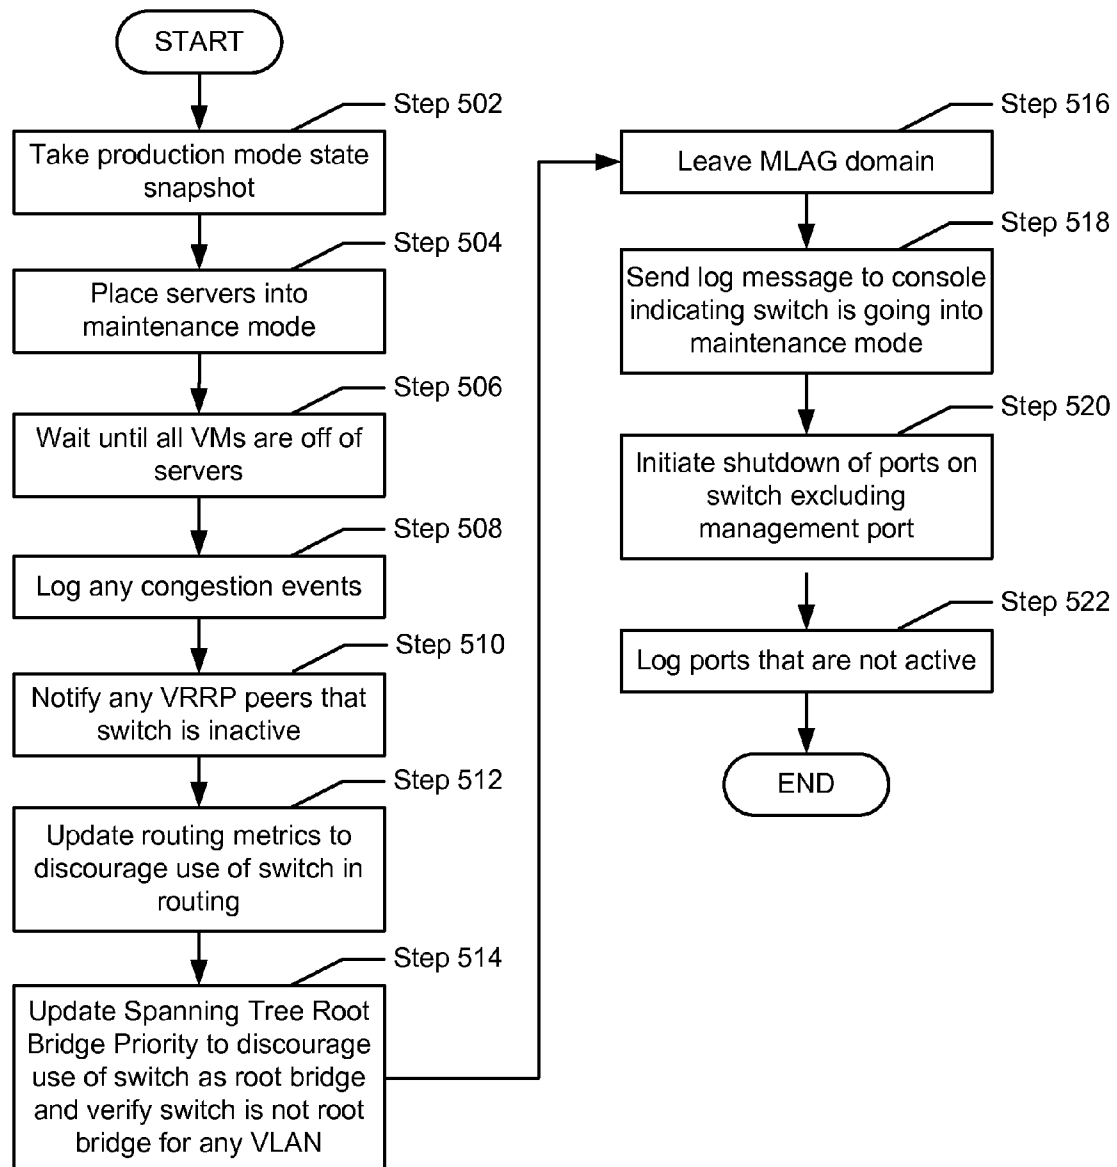 START
Step 502
Take production mode state
snapshot
Step 504
Place servers into
maintenance mode
Step 506
Wait until all VMs are off of
servers
Step 508
Log any congestion events
Step 510
Notify any VRRP peers that
switch is inactive
Step 512
Update routing metrics to
discourage use of switch in
routing
Step 514
Update Spanning Tree Root
Bridge Priority to discourage
use of switch as root bridge
and verify switch is not root
bridge for any VLAN
Step 516
Leave MLAG domain
Step 518
Send log message to console
indicating switch is going into
maintenance mode
Step 520
Initiate shutdown of ports on
switch excluding
management port
Step 522
Log ports that are not active
END